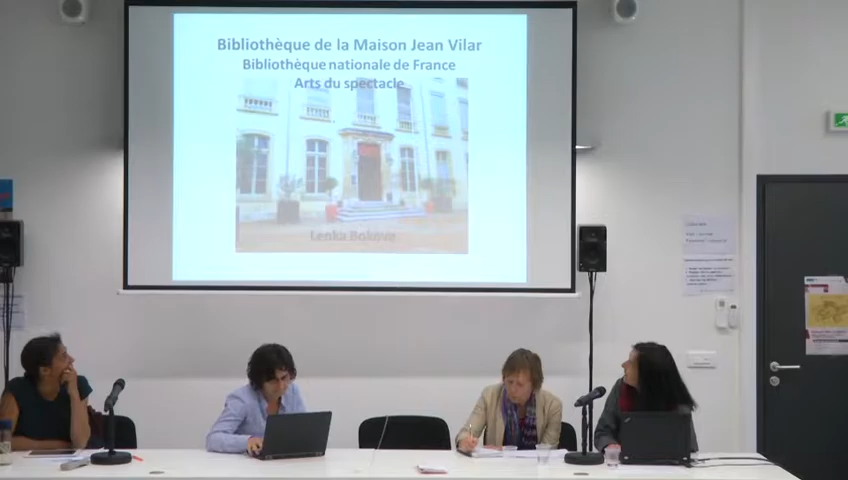 Bibliothèque de la Maison Jean Vilar
Bibliothèque nationale de France
Arts du spectacle
Lenka Bokova